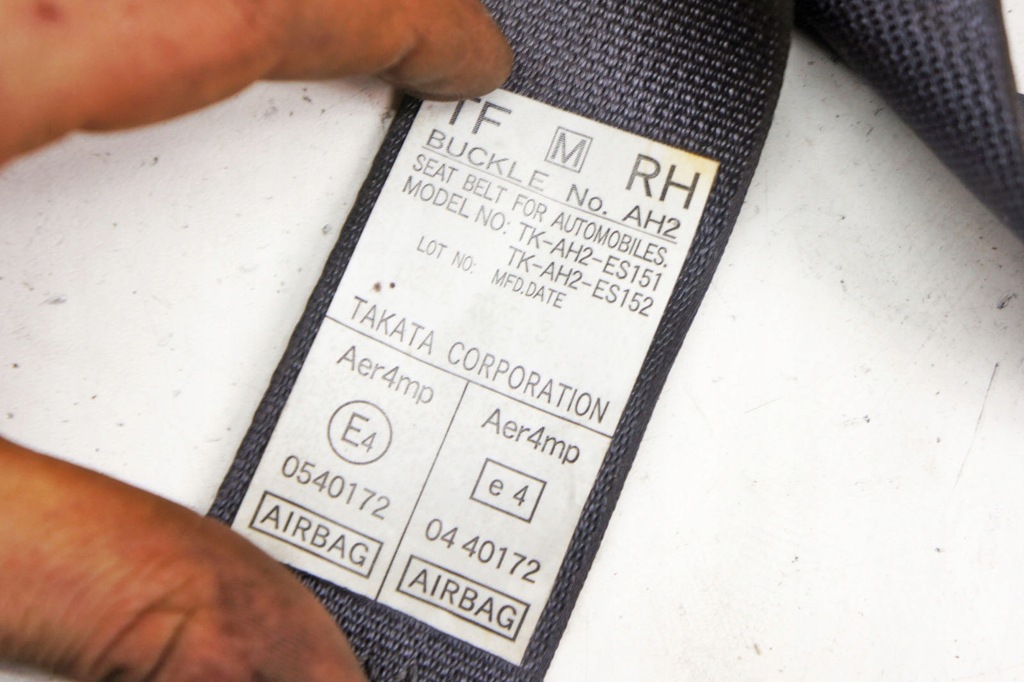 TF M RH
BUCKLE No. AH2
SEAT BELT FOR AUTOMOBILES.
MODEL NO: TK-AH2-ES151
TK-AH2-ES152
LOT NO: MFD.DATE
TAKATA CORPORATION
Aer4mp
E4
0540172
AIRBAG
Aer4mp
e 4
04 40172
AIRBAG